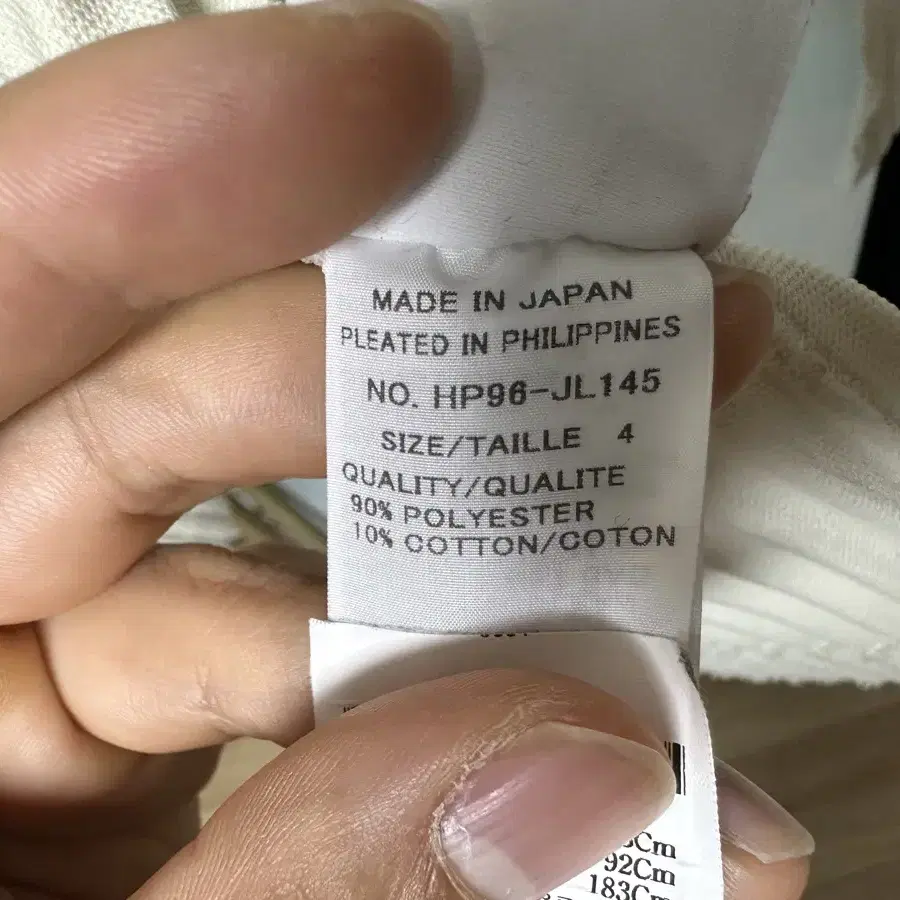 MADE IN JAPAN
PLEATED IN PHILIPPINES
NO. HP96-JL145
SIZE/TAILLE 4
QUALITY/QUALITE
90% POLYESTER
10% COTTON/COTON
92Cm
183Cm